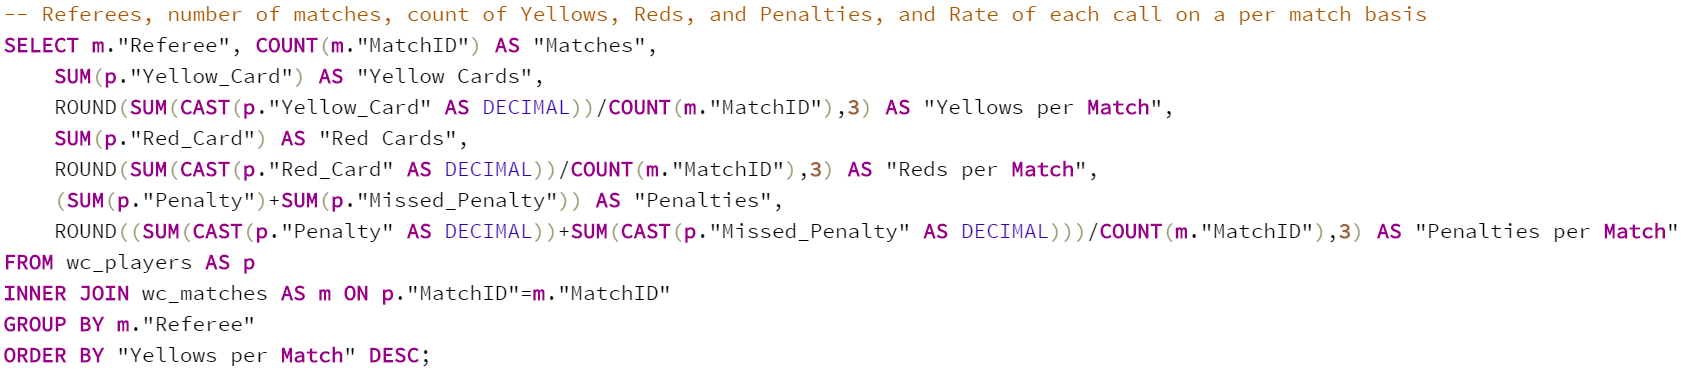 -- Referees, number of matches, count of Yellows, Reds, and Penalties, and Rate of each call on a per match basis
SELECT m."Referee", COUNT(m."MatchID") AS "Matches",
    SUM(p."Yellow_Card") AS "Yellow Cards",
    ROUND(SUM(CAST(p."Yellow_Card" AS DECIMAL))/COUNT(m."MatchID"),3) AS "Yellows per Match",
    SUM(p."Red_Card") AS "Red Cards",
    ROUND(SUM(CAST(p."Red_Card" AS DECIMAL))/COUNT(m."MatchID"),3) AS "Reds per Match",
    (SUM(p."Penalty")+SUM(p."Missed_Penalty")) AS "Penalties",
    ROUND((SUM(CAST(p."Penalty" AS DECIMAL))+SUM(CAST(p."Missed_Penalty" AS DECIMAL)))/COUNT(m."MatchID"),3) AS "Penalties per Match"
FROM wc_players AS p
INNER JOIN wc_matches AS m ON p."MatchID"=m."MatchID"
GROUP BY m."Referee"
ORDER BY "Yellows per Match" DESC;